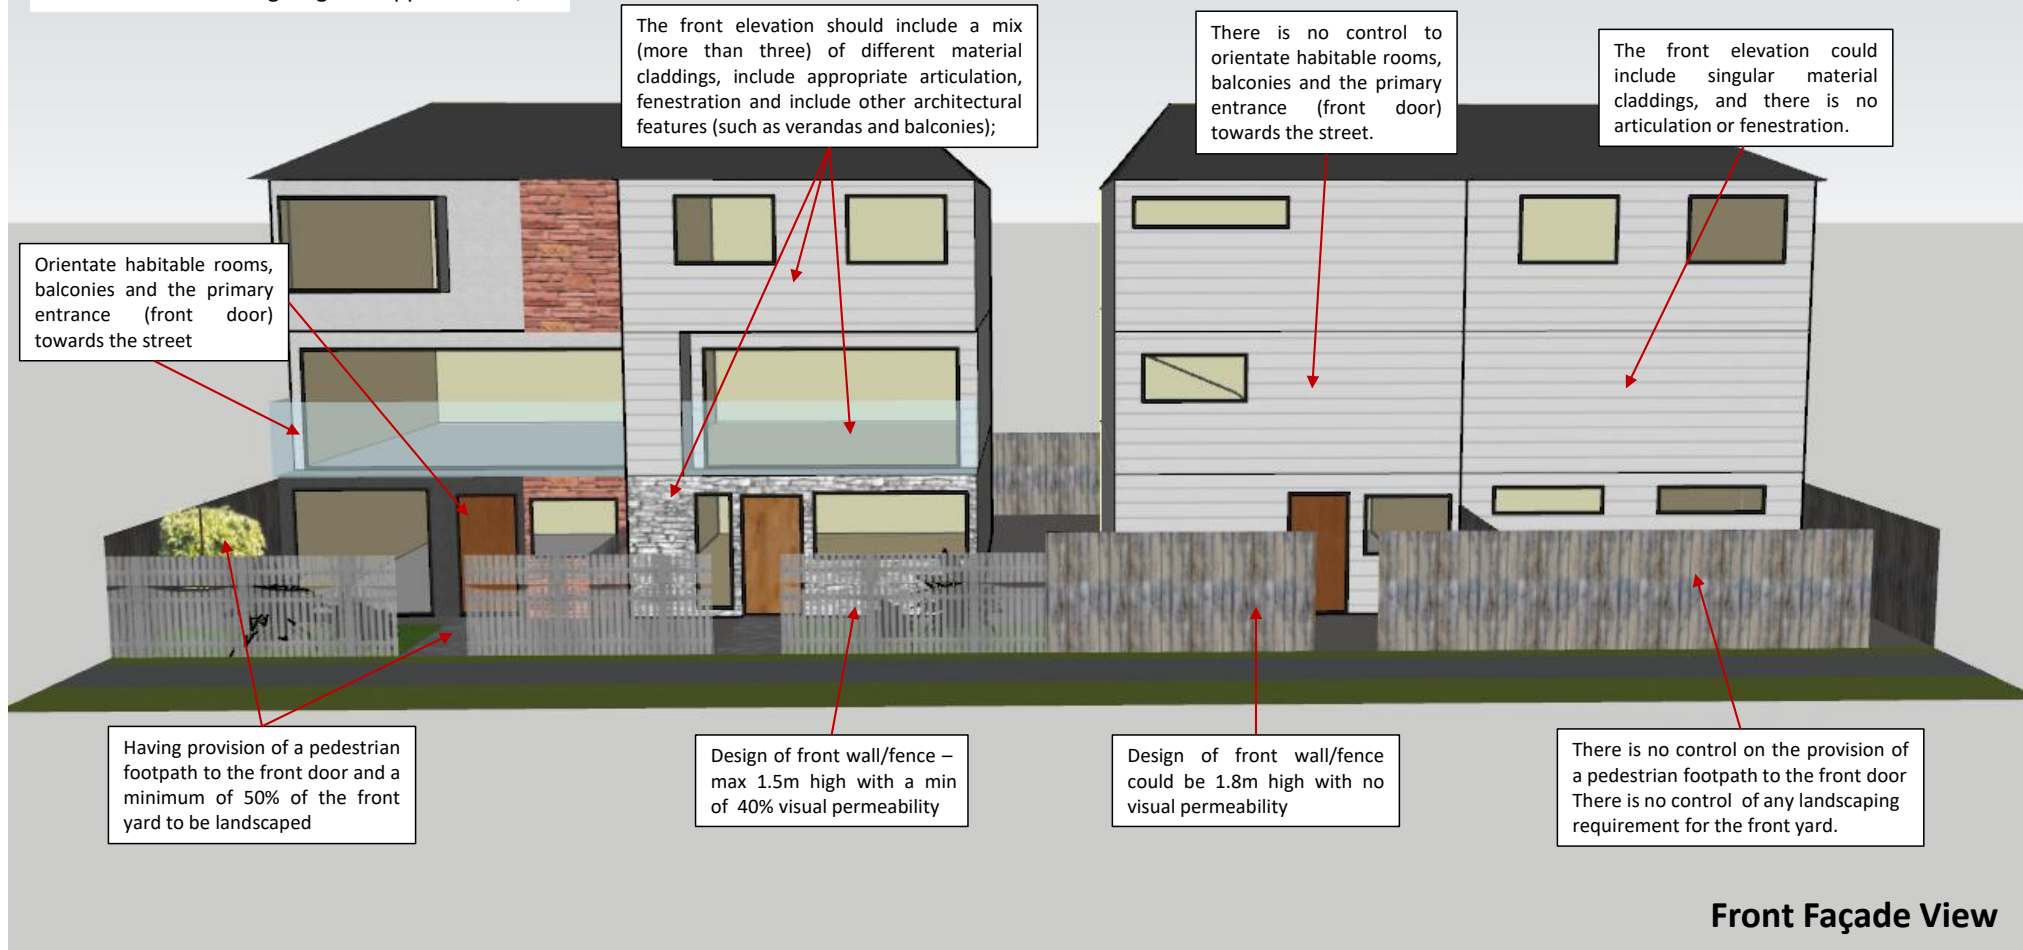 The front elevation should include a mix
(more than three) of different material
claddings, include appropriate articulation,
fenestration and include other architectural
features (such as verandas and balconies);
There is no control to
orientate habitable rooms,
balconies and the primary
entrance (front door)
towards the street.
The front elevation could
include singular material
claddings, and there is no
articulation or fenestration.
Orientate habitable rooms,
balconies and the primary
entrance (front door)
towards the street
Having provision of a pedestrian
footpath to the front door and a
minimum of 50% of the front
yard to be landscaped
Design of front wall/fence –
max 1.5m high with a min
of 40% visual permeability
Design of front wall/fence
could be 1.8m high with no
visual permeability
There is no control on the provision of
a pedestrian footpath to the front door
There is no control of any landscaping
requirement for the front yard.
Front Façade View